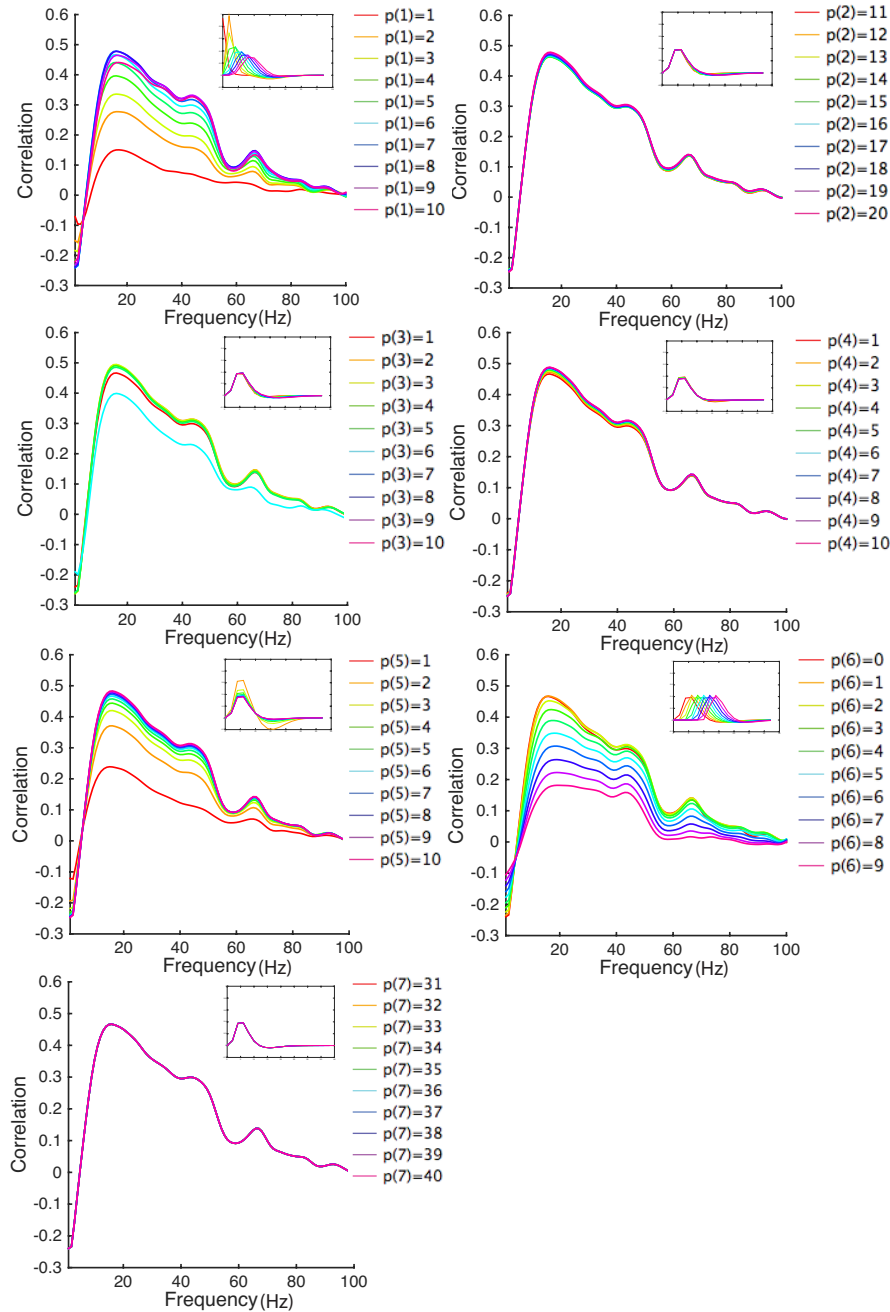 0.6
0.5
0.4
0.3
0.2
0.1
0
-0.1
-0.2
-0.3
Correlation
20
40
60
80
100
Frequency(Hz)
p(1)=1
p(1)=2
p(1)=3
p(1)=4
p(1)=5
p(1)=6
p(1)=7
p(1)=8
p(1)=9
p(1)=10
0.6
0.5
0.4
0.3
0.2
0.1
0
-0.1
-0.2
-0.3
Correlation
20
40
60
80
100
Frequency(Hz)
p(2)=11
p(2)=12
p(2)=13
p(2)=14
p(2)=15
p(2)=16
p(2)=17
p(2)=18
p(2)=19
p(2)=20
0.6
0.5
0.4
0.3
0.2
0.1
0
-0.1
-0.2
-0.3
Correlation
20
40
60
80
100
Frequency(Hz)
p(3)=1
p(3)=2
p(3)=3
p(3)=4
p(3)=5
p(3)=6
p(3)=7
p(3)=8
p(3)=9
p(3)=10
0.6
0.5
0.4
0.3
0.2
0.1
0
-0.1
-0.2
-0.3
Correlation
20
40
60
80
100
Frequency(Hz)
p(4)=1
p(4)=2
p(4)=3
p(4)=4
p(4)=5
p(4)=6
p(4)=7
p(4)=8
p(4)=9
p(4)=10
0.6
0.5
0.4
0.3
0.2
0.1
0
-0.1
-0.2
-0.3
Correlation
20
40
60
80
100
Frequency(Hz)
p(5)=1
p(5)=2
p(5)=3
p(5)=4
p(5)=5
p(5)=6
p(5)=7
p(5)=8
p(5)=9
p(5)=10
0.6
0.5
0.4
0.3
0.2
0.1
0
-0.1
-0.2
-0.3
Correlation
20
40
60
80
100
Frequency(Hz)
p(6)=0
p(6)=1
p(6)=2
p(6)=3
p(6)=4
p(6)=5
p(6)=6
p(6)=7
p(6)=8
p(6)=9
0.6
0.5
0.4
0.3
0.2
0.1
0
-0.1
-0.2
-0.3
Correlation
20
40
60
80
100
Frequency(Hz)
p(7)=31
p(7)=32
p(7)=33
p(7)=34
p(7)=35
p(7)=36
p(7)=37
p(7)=38
p(7)=39
p(7)=40